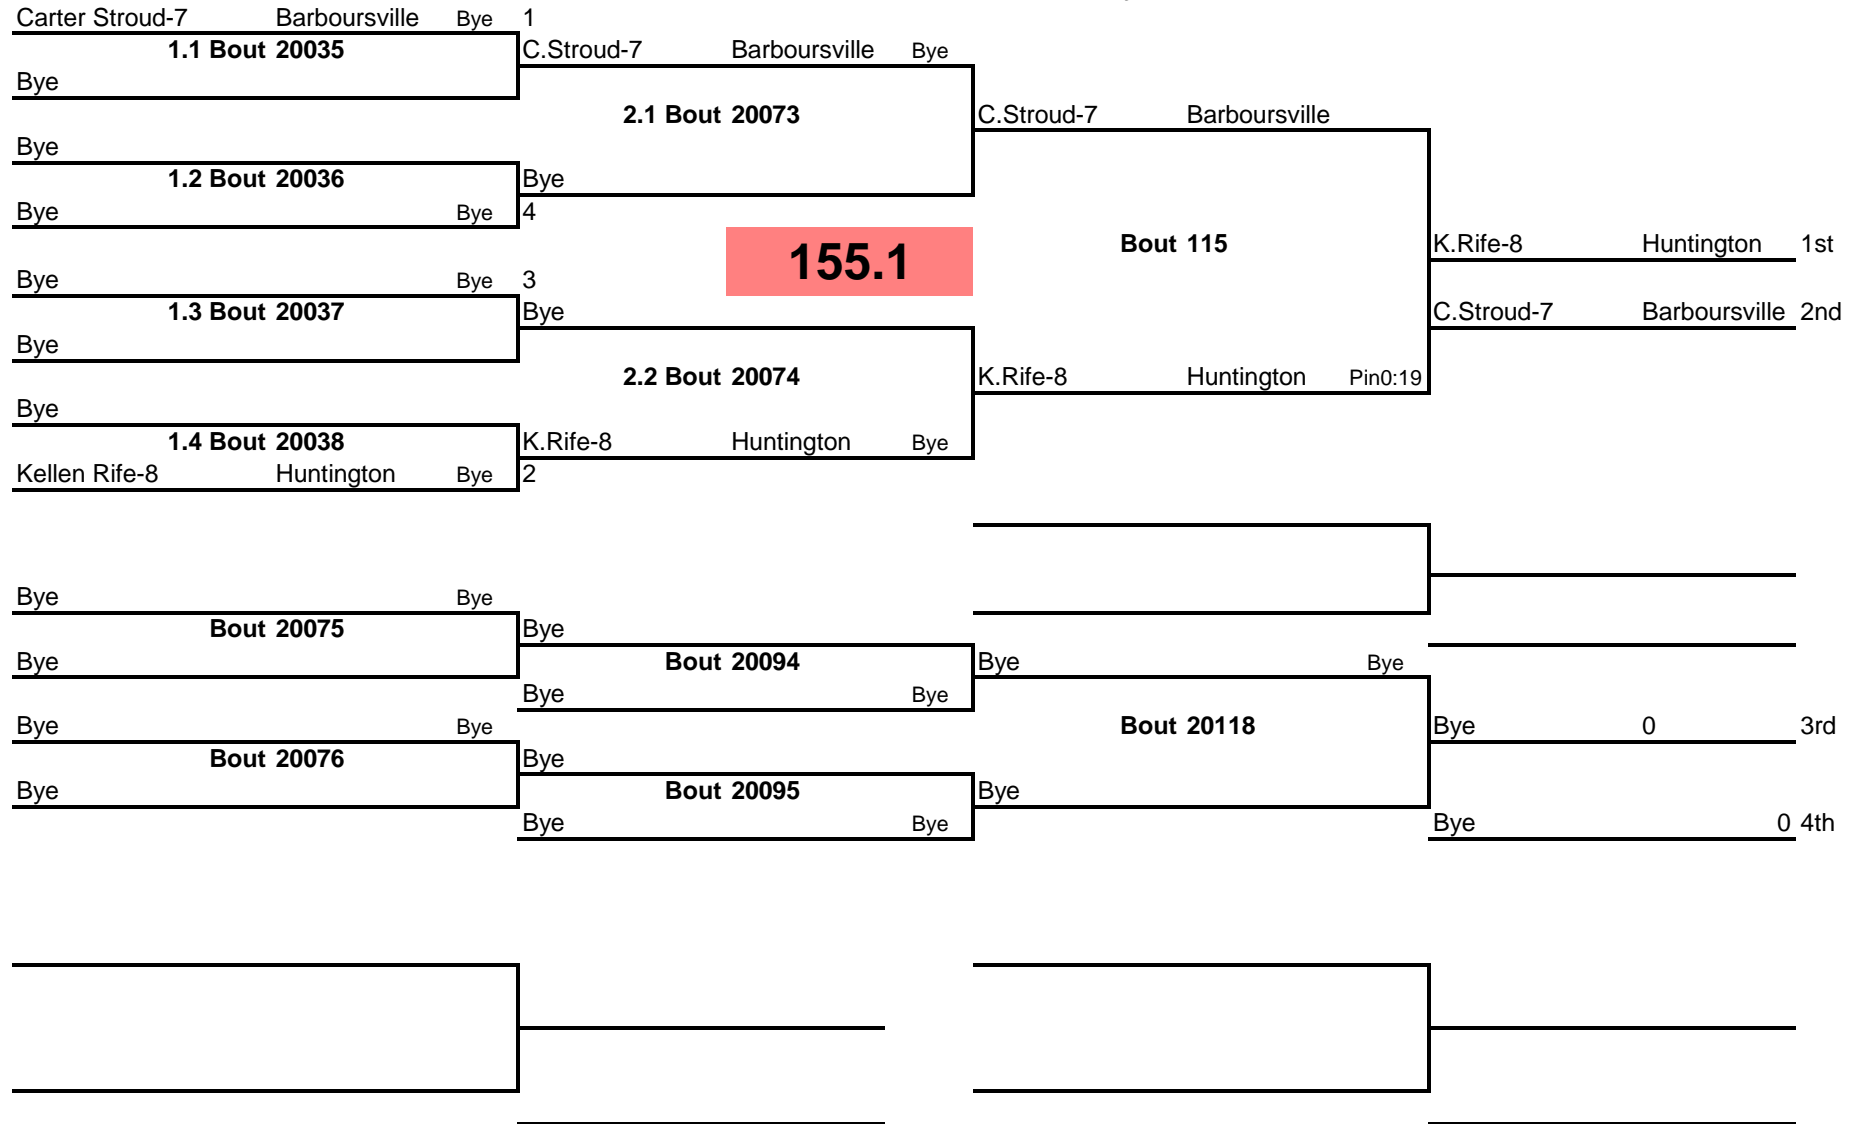 Carter Stroud-7 Barboursville Bye 1
1.1 Bout 20035 C.Stroud-7 Barboursville Bye
Bye
2.1 Bout 20073 C.Stroud-7 Barboursville
Bye
1.2 Bout 20036 Bye
Bye Bye 4
155.1 Bout 115 K.Rife-8 Huntington 1st
Bye Bye 3
1.3 Bout 20037 Bye C.Stroud-7 Barboursville 2nd
Bye
2.2 Bout 20074 K.Rife-8 Huntington Pin0:19
Bye
1.4 Bout 20038 K.Rife-8 Huntington Bye
Kellen Rife-8 Huntington Bye 2
Bye Bye
Bout 20075 Bye
Bye Bout 20094 Bye Bye
Bye Bye
Bye Bye Bout 20118 Bye 0 3rd
Bout 20076 Bye
Bye Bout 20095 Bye
Bye Bye Bye 0 4th